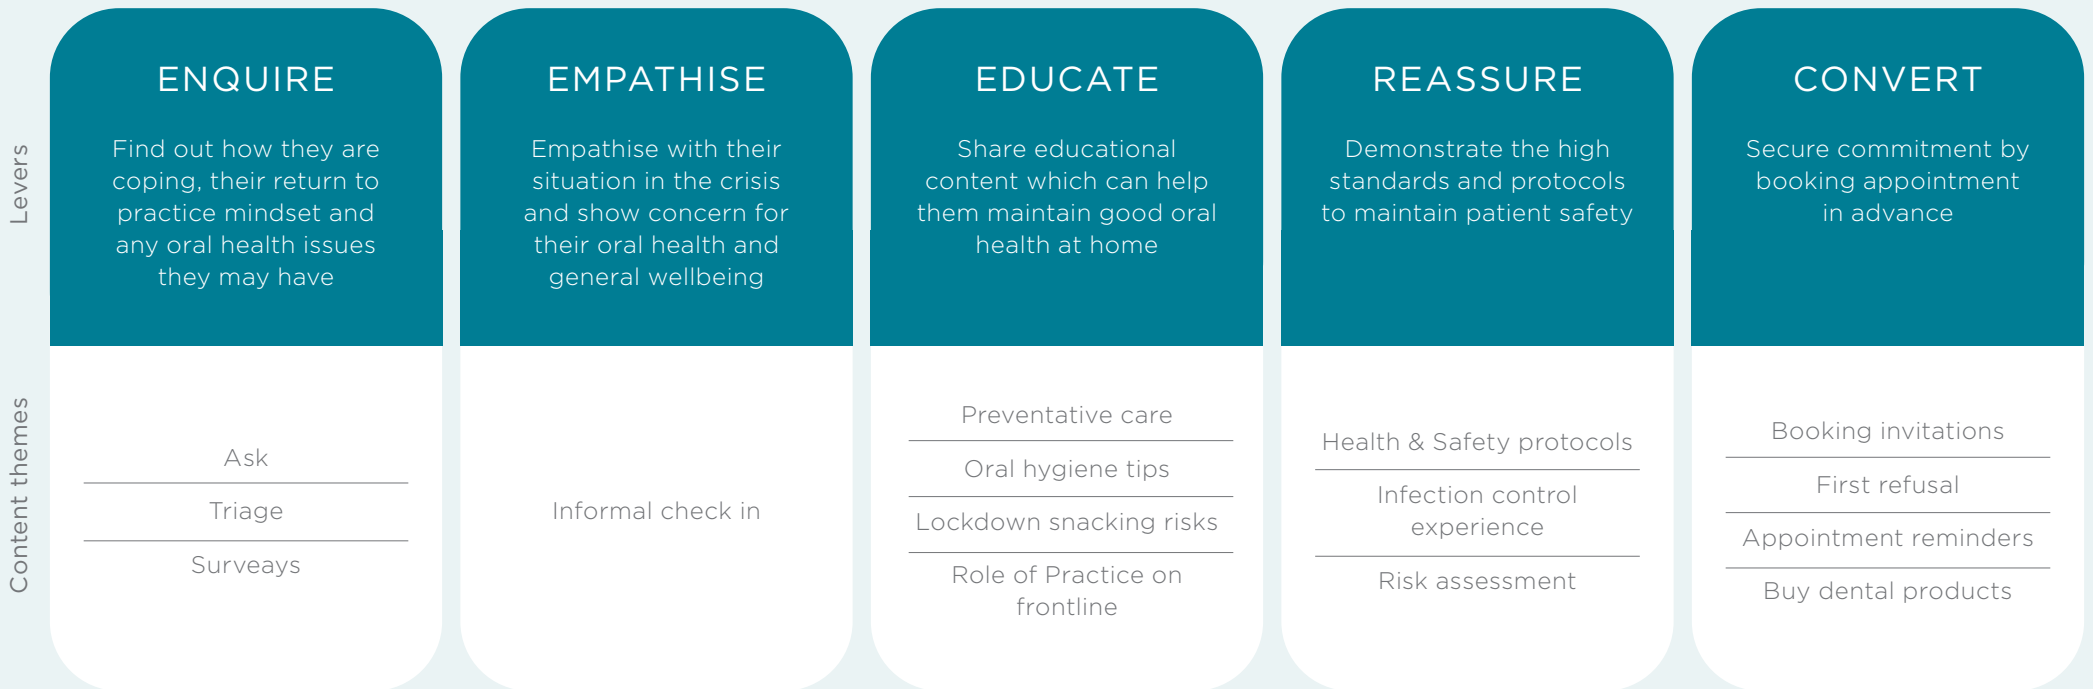 Levers
ENQUIRE
Find out how they are
coping, their return to
practice mindset and
any oral health issues
they may have
EMPATHISE
Empathise with their
situation in the crisis
and show concern for
their oral health and
general wellbeing
EDUCATE
Share educational
content which can help
them maintain good oral
health at home
REASSURE
Demonstrate the high
standards and protocols
to maintain patient safety
CONVERT
Secure commitment by
booking appointment
in advance
Content themes
Ask
Triage
Surveays
Informal check in
Preventative care
Oral hygiene tips
Lockdown snacking risks
Role of Practice on
frontline
Health & Safety protocols
Infection control
experience
Risk assessment
Booking invitations
First refusal
Appointment reminders
Buy dental products